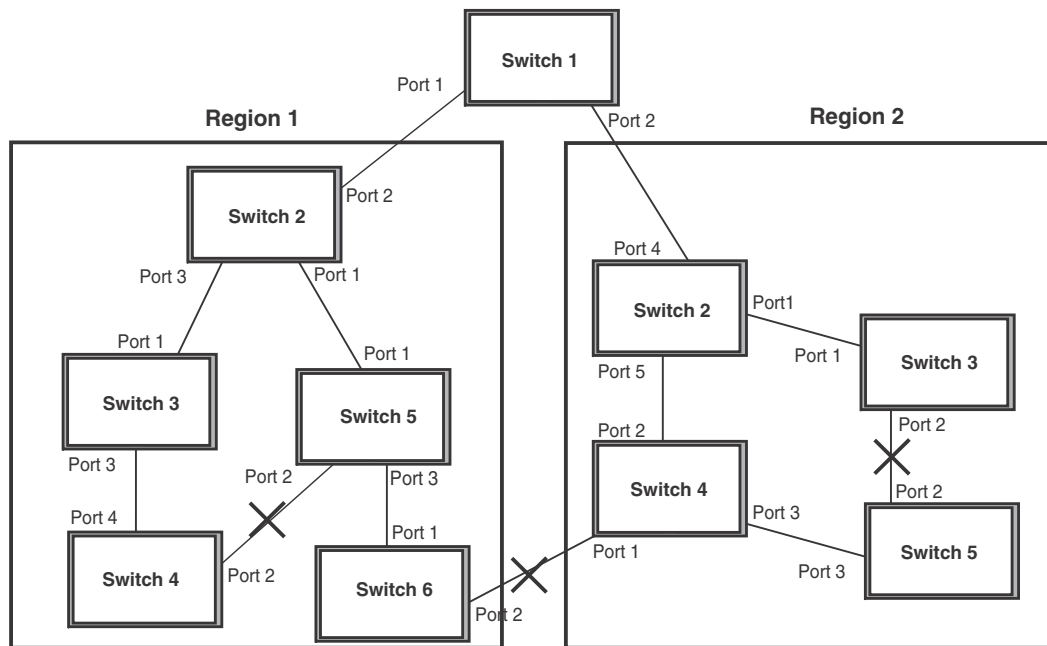 Switch 1
Port 1
Port 2
Region 1
Region 2
Switch 2
Port 2
Port 3
Port 1
Port 4
Switch 2
Port1
Port 5
Port 1
Switch 3
Port 1
Port 1
Switch 3
Switch 5
Port 3
Port 2
Port 3
Port 2
Port 2
Switch 4
Port 2
Port 4
Port 1
Port 3
Port 1
Switch 4
Port 2
Switch 6
Port 2
Port 3
Switch 5